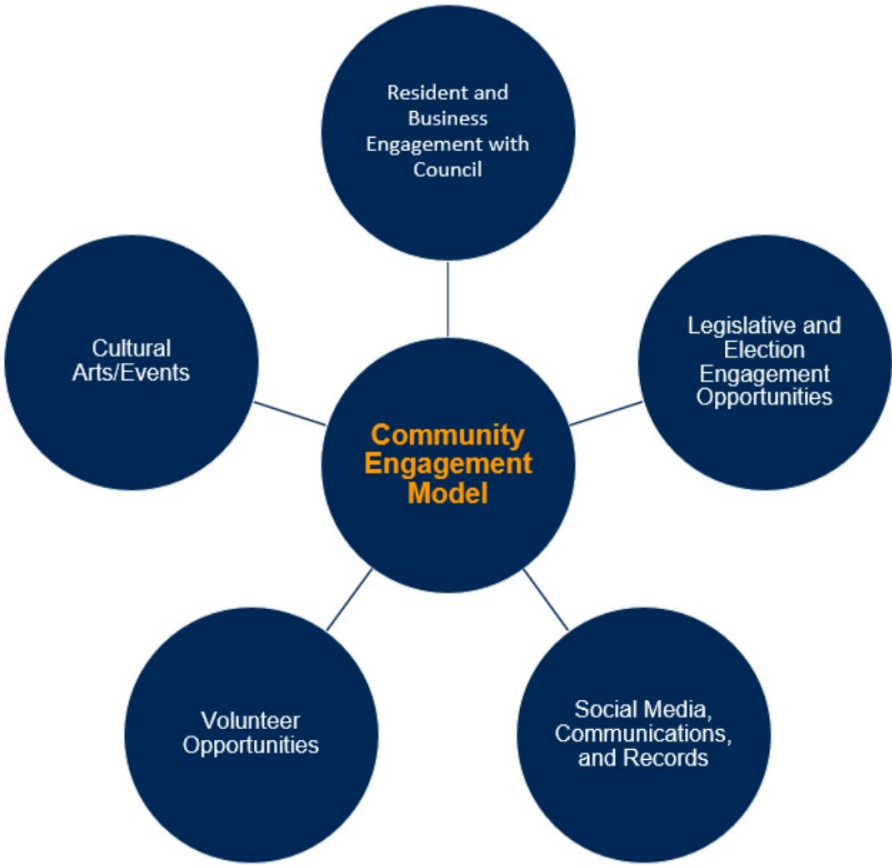 Resident and
Business
Engagement with
Council
Legislative and
Election
Engagement
Opportunities
Cultural
Arts/Events
Community
Engagement
Model
Volunteer
Opportunities
Social Media,
Communications,
and Records